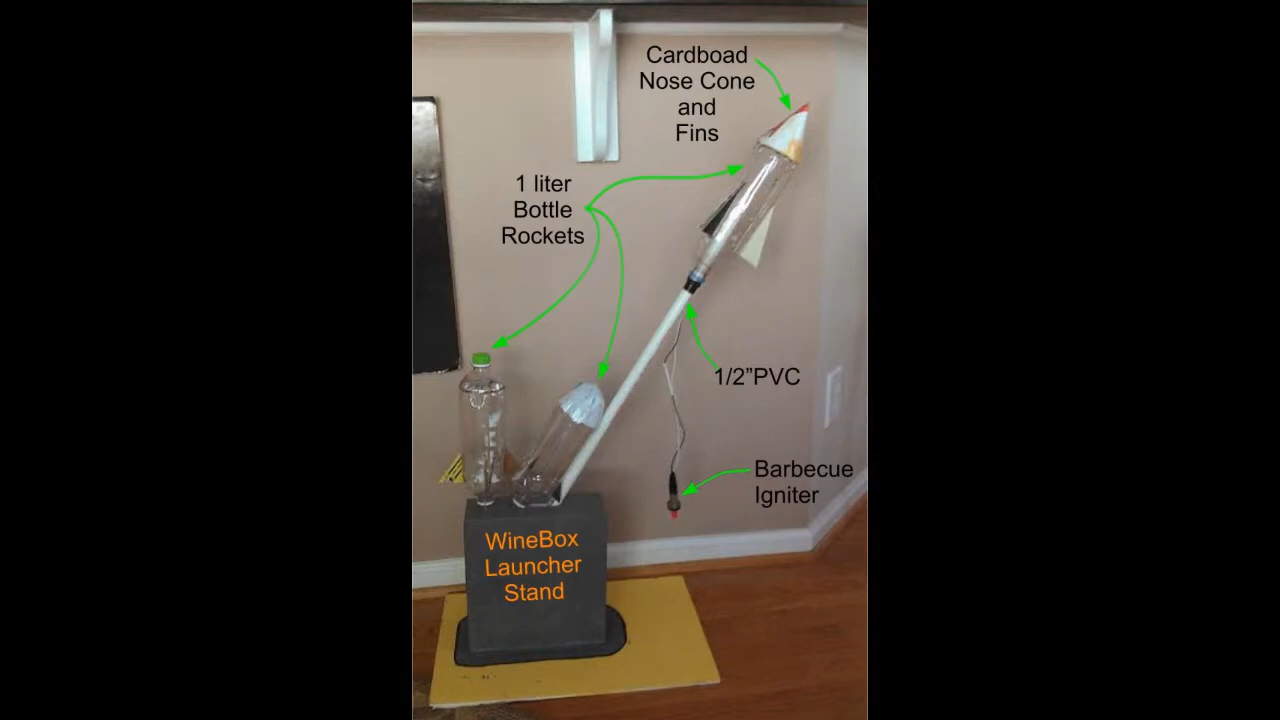 Cardboad
Nose Cone
and
Fins
1 liter
Bottle
Rockets
1/2”PVC
Barbecue
Igniter
WineBox
Launcher
Stand